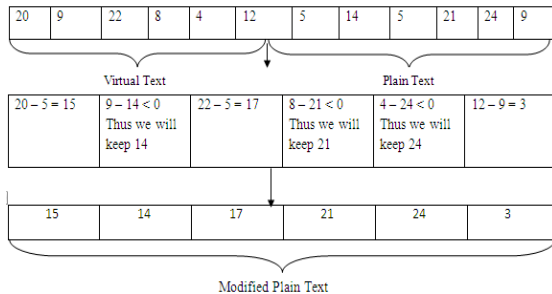 20 9 22 8 4 12 5 14 5 21 24 9
Virtual Text Plain Text
20 – 5 = 15 9 – 14 < 0 22 – 5 = 17 8 – 21 < 0 4 – 24 < 0 12 – 9 = 3
Thus we will Thus we will Thus we will
keep 14 keep 21 keep 24
15 14 17 21 24 3
Modified Plain Text